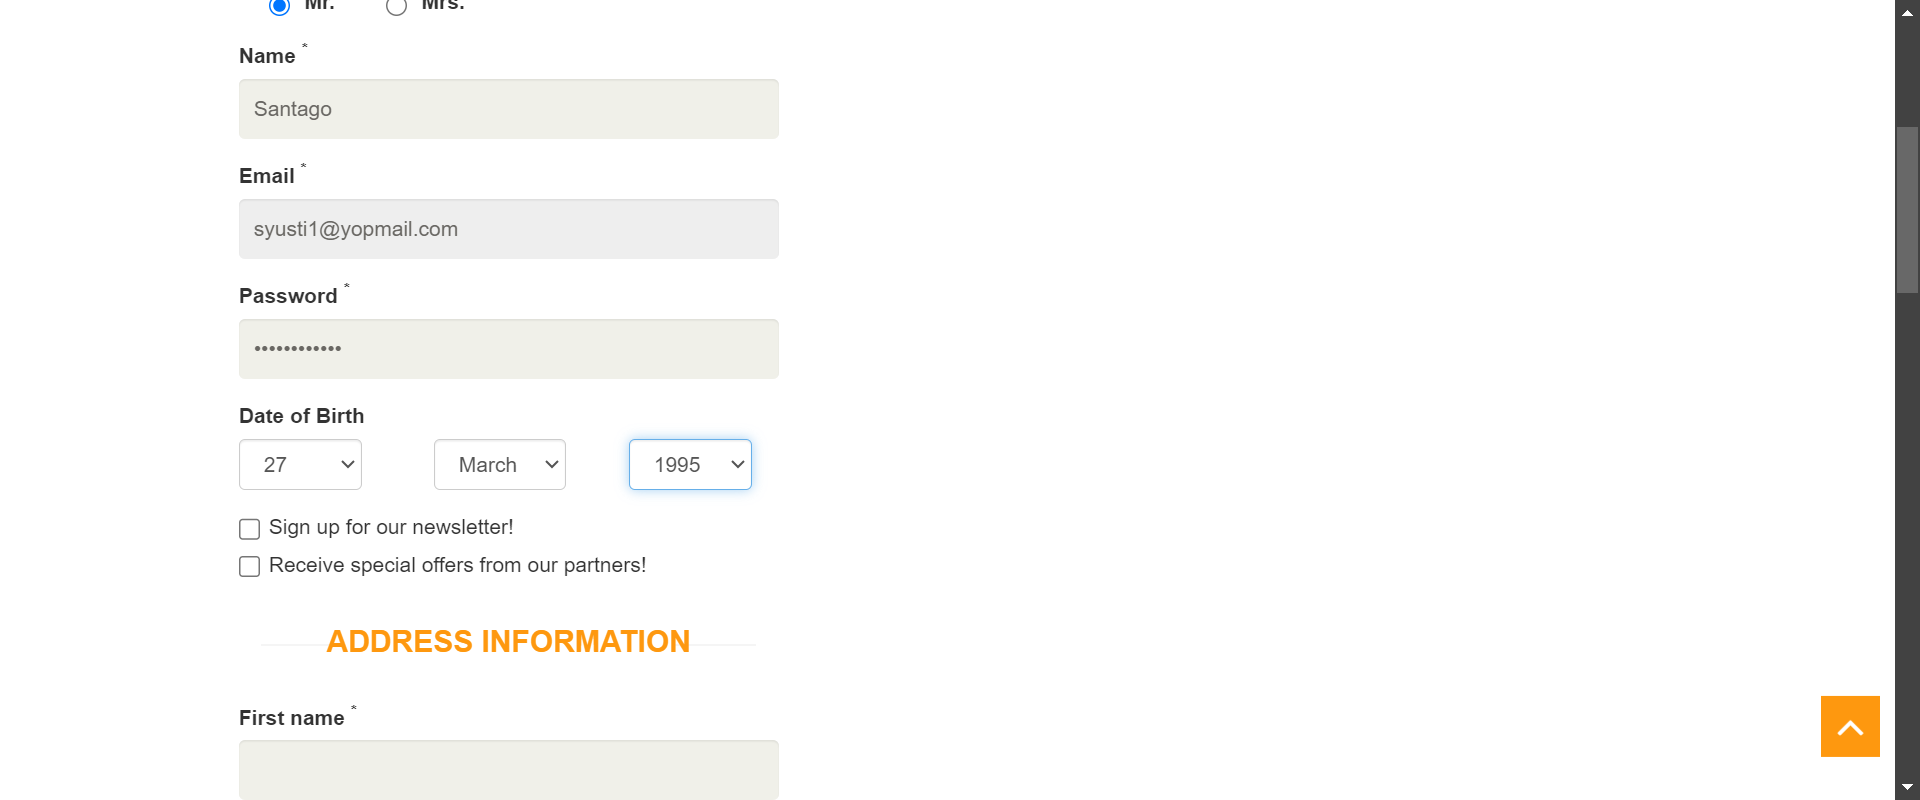 Mr. Mrs.
Name *
Santago
Email *
syusti1@yopmail.com
Password *
••••••••••••
Date of Birth
27 March 1995
Sign up for our newsletter!
Receive special offers from our partners!
ADDRESS INFORMATION
First name *